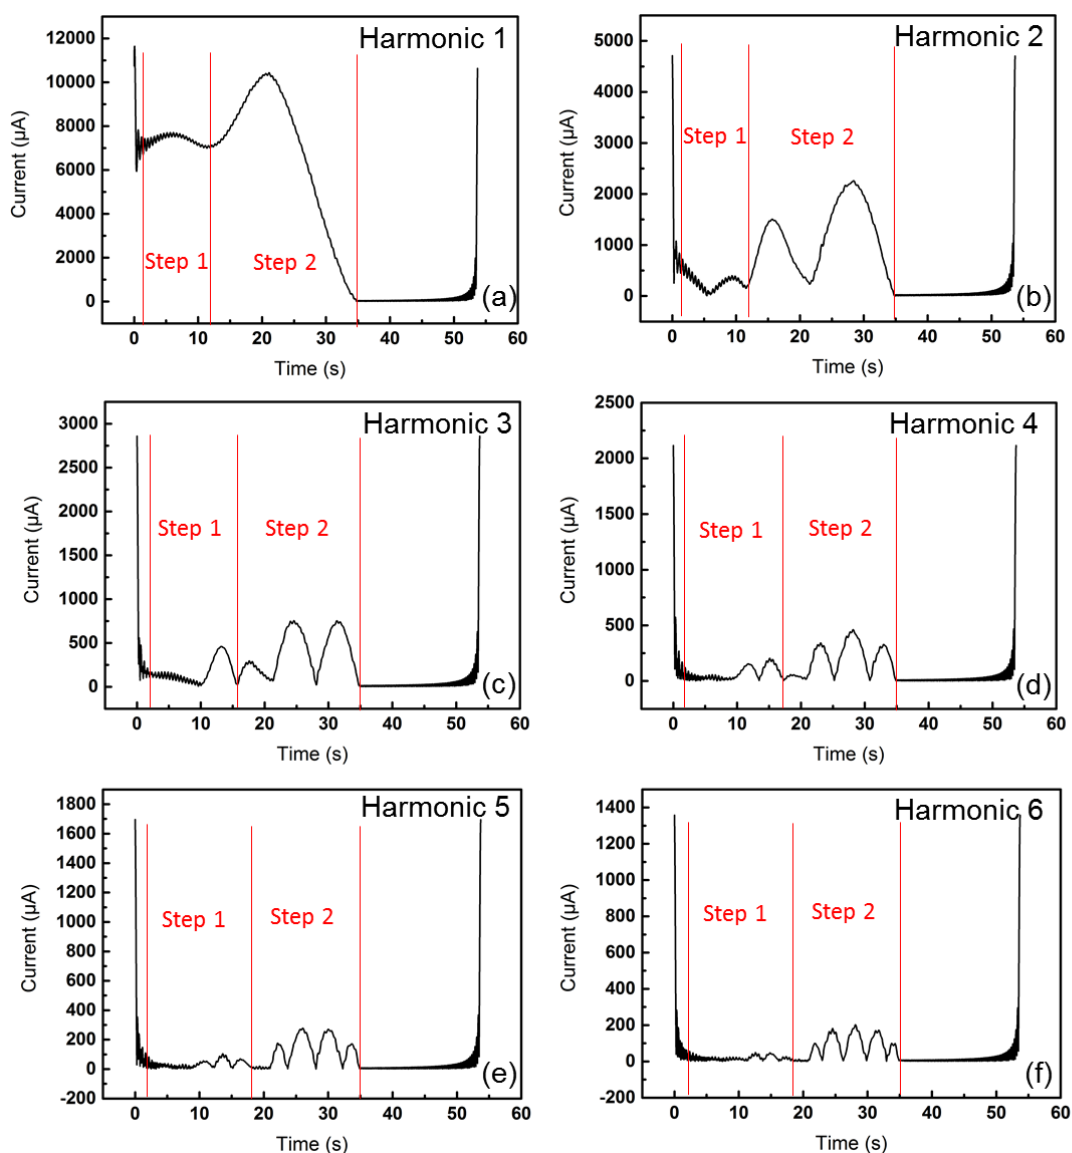 Harmonic 1
12000
10000
8000
6000
4000
2000
0
Current (µA)
Step 1
Step 2
(a)
0 10 20 30 40 50 60
Time (s)
Harmonic 2
5000
4000
3000
2000
1000
0
Current (µA)
Step 1
Step 2
(b)
0 10 20 30 40 50 60
Time (s)
Harmonic 3
3000
2750
2500
2250
2000
1750
1500
1250
1000
750
500
250
0
Current (µA)
Step 1
Step 2
(c)
0 10 20 30 40 50 60
Time (s)
Harmonic 4
2500
2000
1500
1000
500
0
Current (µA)
Step 1
Step 2
(d)
0 10 20 30 40 50 60
Time (s)
Harmonic 5
1800
1600
1400
1200
1000
800
600
400
200
0
-200
Current (µA)
Step 1
Step 2
(e)
0 10 20 30 40 50 60
Time (s)
Harmonic 6
1400
1200
1000
800
600
400
200
0
-200
Current (µA)
Step 1
Step 2
(f)
0 10 20 30 40 50 60
Time (s)